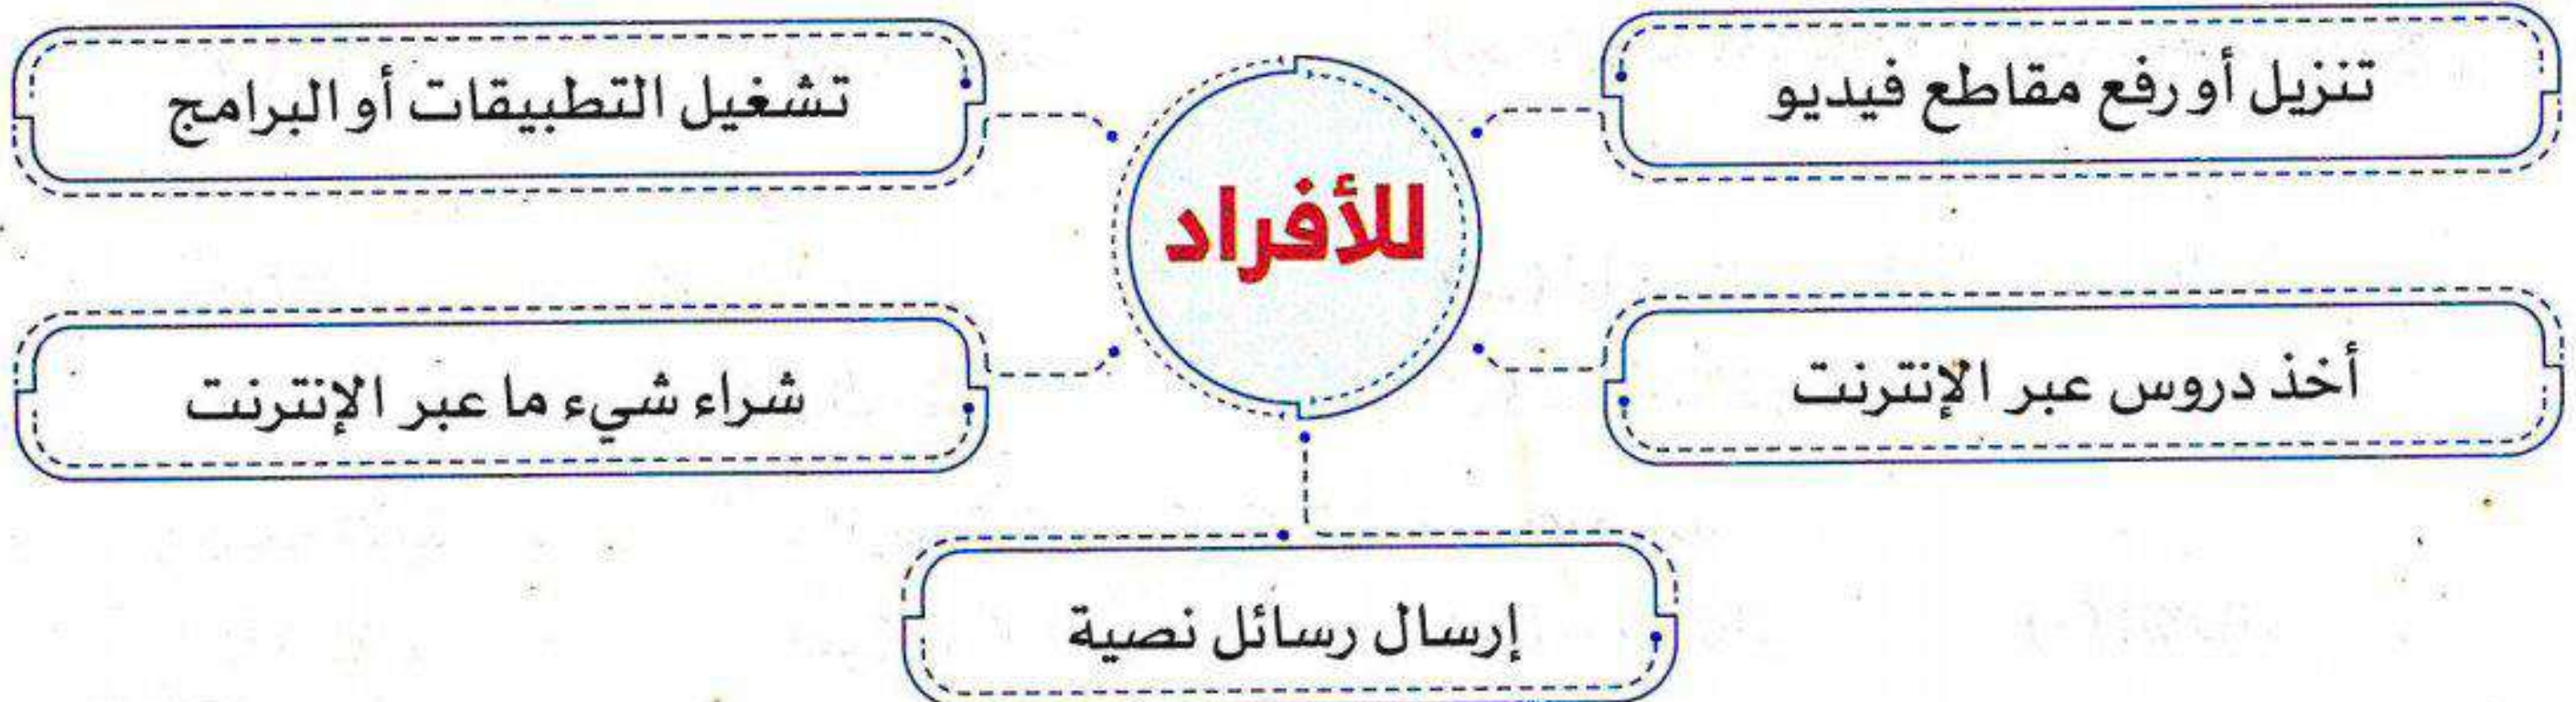 تنزيل أو رفع مقاطع فيديو
تشغيل التطبيقات أو البرامج
للأفراد
أخذ دروس عبر الإنترنت
شراء شيء ما عبر الإنترنت
إرسال رسائل نصية